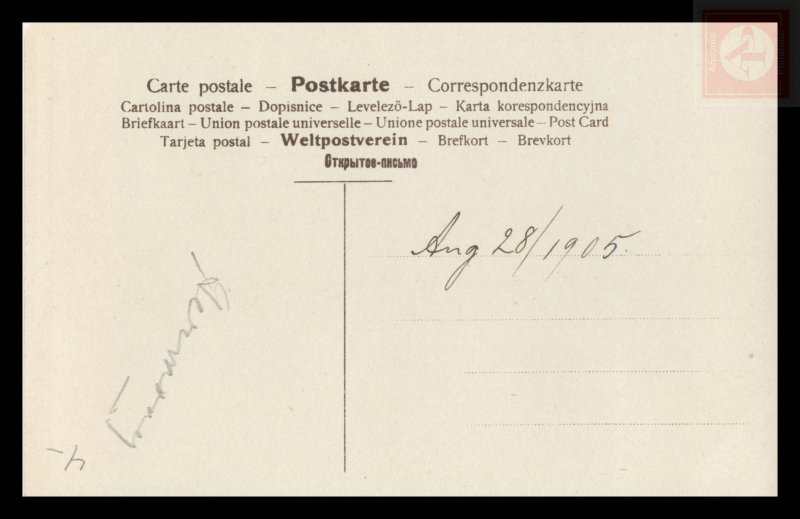 Carte postale – Postkarte – Correspondenzkarte
Cartolina postale – Dopisnice – Levelező-Lap – Karta korespondencyjna
Briefkaart – Union postale universelle – Unione postale universale – Post Card
Tarjeta postal – Weltpostverein – Brefkort – Brevkort
Открытое-письмо
Aug 28/1905.